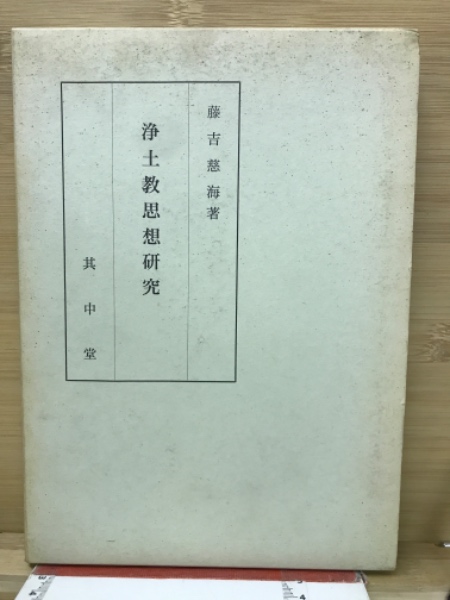 藤吉慈海著
浄土教思想研究
其中堂